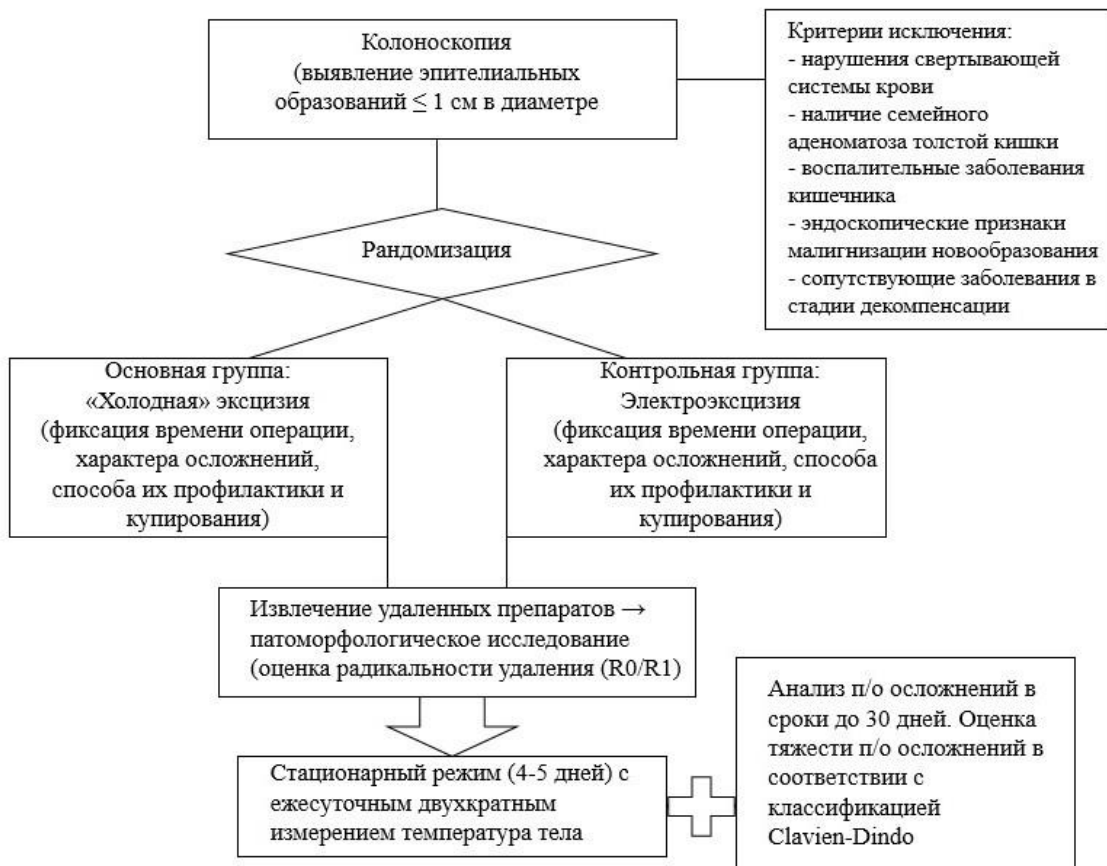 Колоноскопия
(выявление эпителиальных
образований ≤ 1 см в диаметре
Критерии исключения:
- нарушения свертывающей
системы крови
- наличие семейного
аденоматоза толстой кишки
- воспалительные заболевания
кишечника
- эндоскопические признаки
малигнизации новообразования
- сопутствующие заболевания в
стадии декомпенсации
Рандомизация
Основная группа:
«Холодная» эксцизия
(фиксация времени операции,
характера осложнений,
способа их профилактики и
купирования)
Контрольная группа:
Электроэксцизия
(фиксация времени операции,
характера осложнений, способа
их профилактики и
купирования)
Извлечение удаленных препаратов →
патоморфологическое исследование
(оценка радикальности удаления (R0/R1)
Стационарный режим (4-5 дней) с
ежесуточным двухкратным
измерением температура тела
Анализ п/о осложнений в
сроки до 30 дней. Оценка
тяжести п/о осложнений в
соответствии с
классификацией
Clavien-Dindo